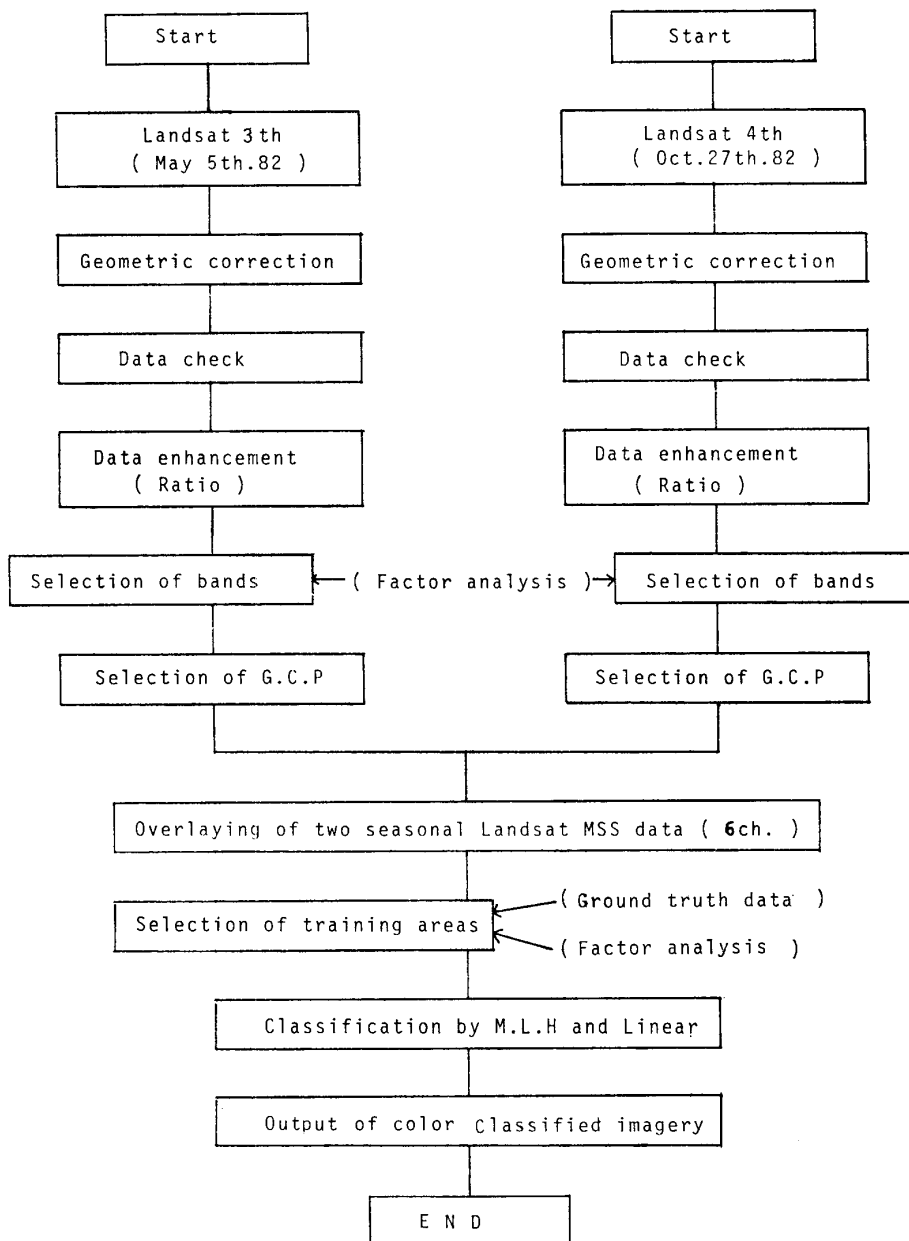 Start
Start
Landsat 3th
( May 5th.82 )
Landsat 4th
( Oct.27th.82 )
Geometric correction
Geometric correction
Data check
Data check
Data enhancement
( Ratio )
Data enhancement
( Ratio )
Selection of bands
( Factor analysis )
Selection of bands
Selection of G.C.P
Selection of G.C.P
Overlaying of two seasonal Landsat MSS data ( 6ch. )
( Ground truth data )
Selection of training areas
( Factor analysis )
Classification by M.L.H and Linear
Output of color Classified imagery
E N D